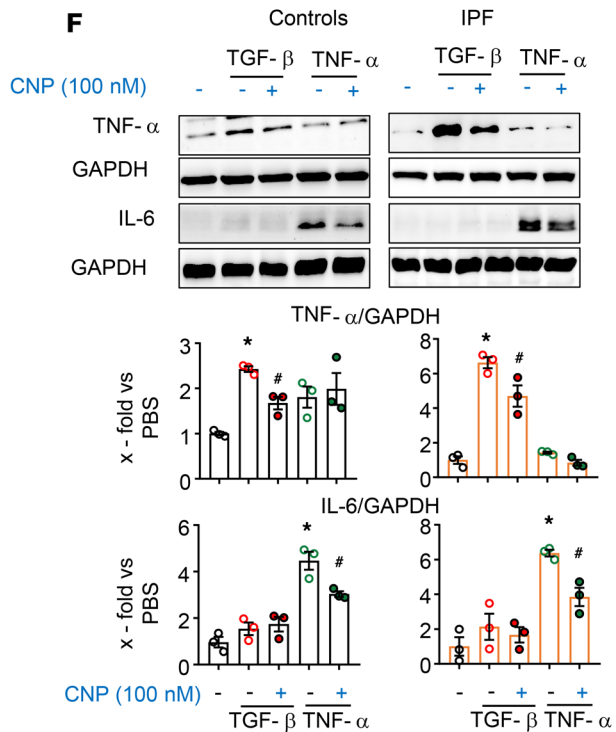 F
Controls IPF
TGF- β TNF- α TGF- β TNF- α
CNP (100 nM) - - + - + - - + - +
TNF- α
GAPDH
IL-6
GAPDH
TNF- α/GAPDH
x - fold vs PBS
3
2
1
0
*
#
8
6
4
2
0
*
#
IL-6/GAPDH
x - fold vs PBS
6
4
2
0
*
#
8
6
4
2
0
*
#
CNP (100 nM) - - + - + - - + - +
TGF- β TNF- α TGF- β TNF- α